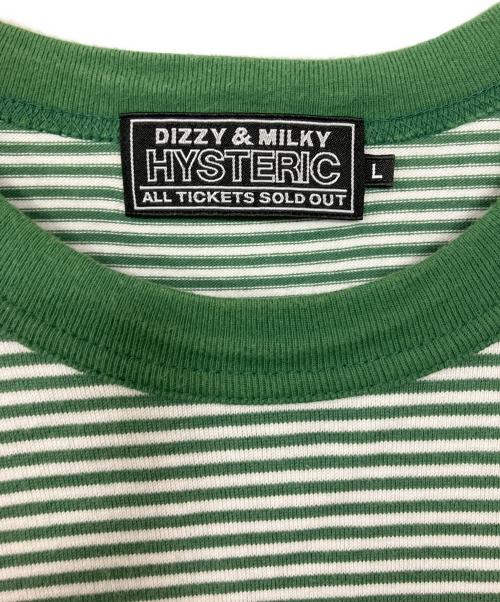 DIZZY & MILKY
HYSTERIC
ALL TICKETS SOLD OUT
L